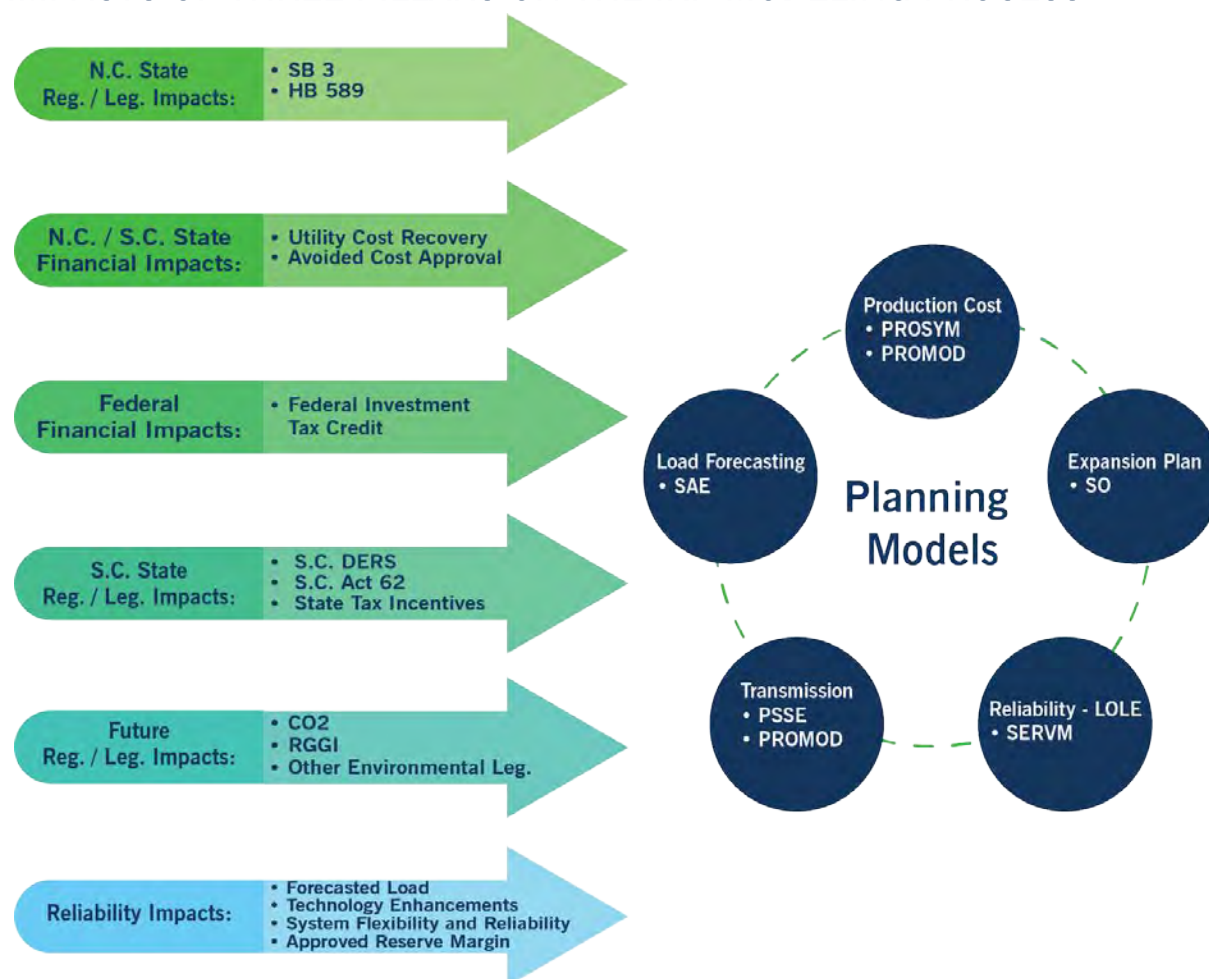 N.C. State
Reg. / Leg. Impacts:
• SB 3
• HB 589
N.C. / S.C. State
Financial Impacts:
• Utility Cost Recovery
• Avoided Cost Approval
Federal
Financial Impacts:
• Federal Investment
Tax Credit
S.C. State
Reg. / Leg. Impacts:
• S.C. DERS
• S.C. Act 62
• State Tax Incentives
Future
Reg. / Leg. Impacts:
• CO2
• RGGI
• Other Environmental Leg.
Reliability Impacts:
• Forecasted Load
• Technology Enhancements
• System Flexibility and Reliability
• Approved Reserve Margin
Production Cost
• PROSYM
• PROMOD
Load Forecasting
• SAE
Expansion Plan
• SO
Planning
Models
Transmission
• PSSE
• PROMOD
Reliability - LOLE
• SERVM